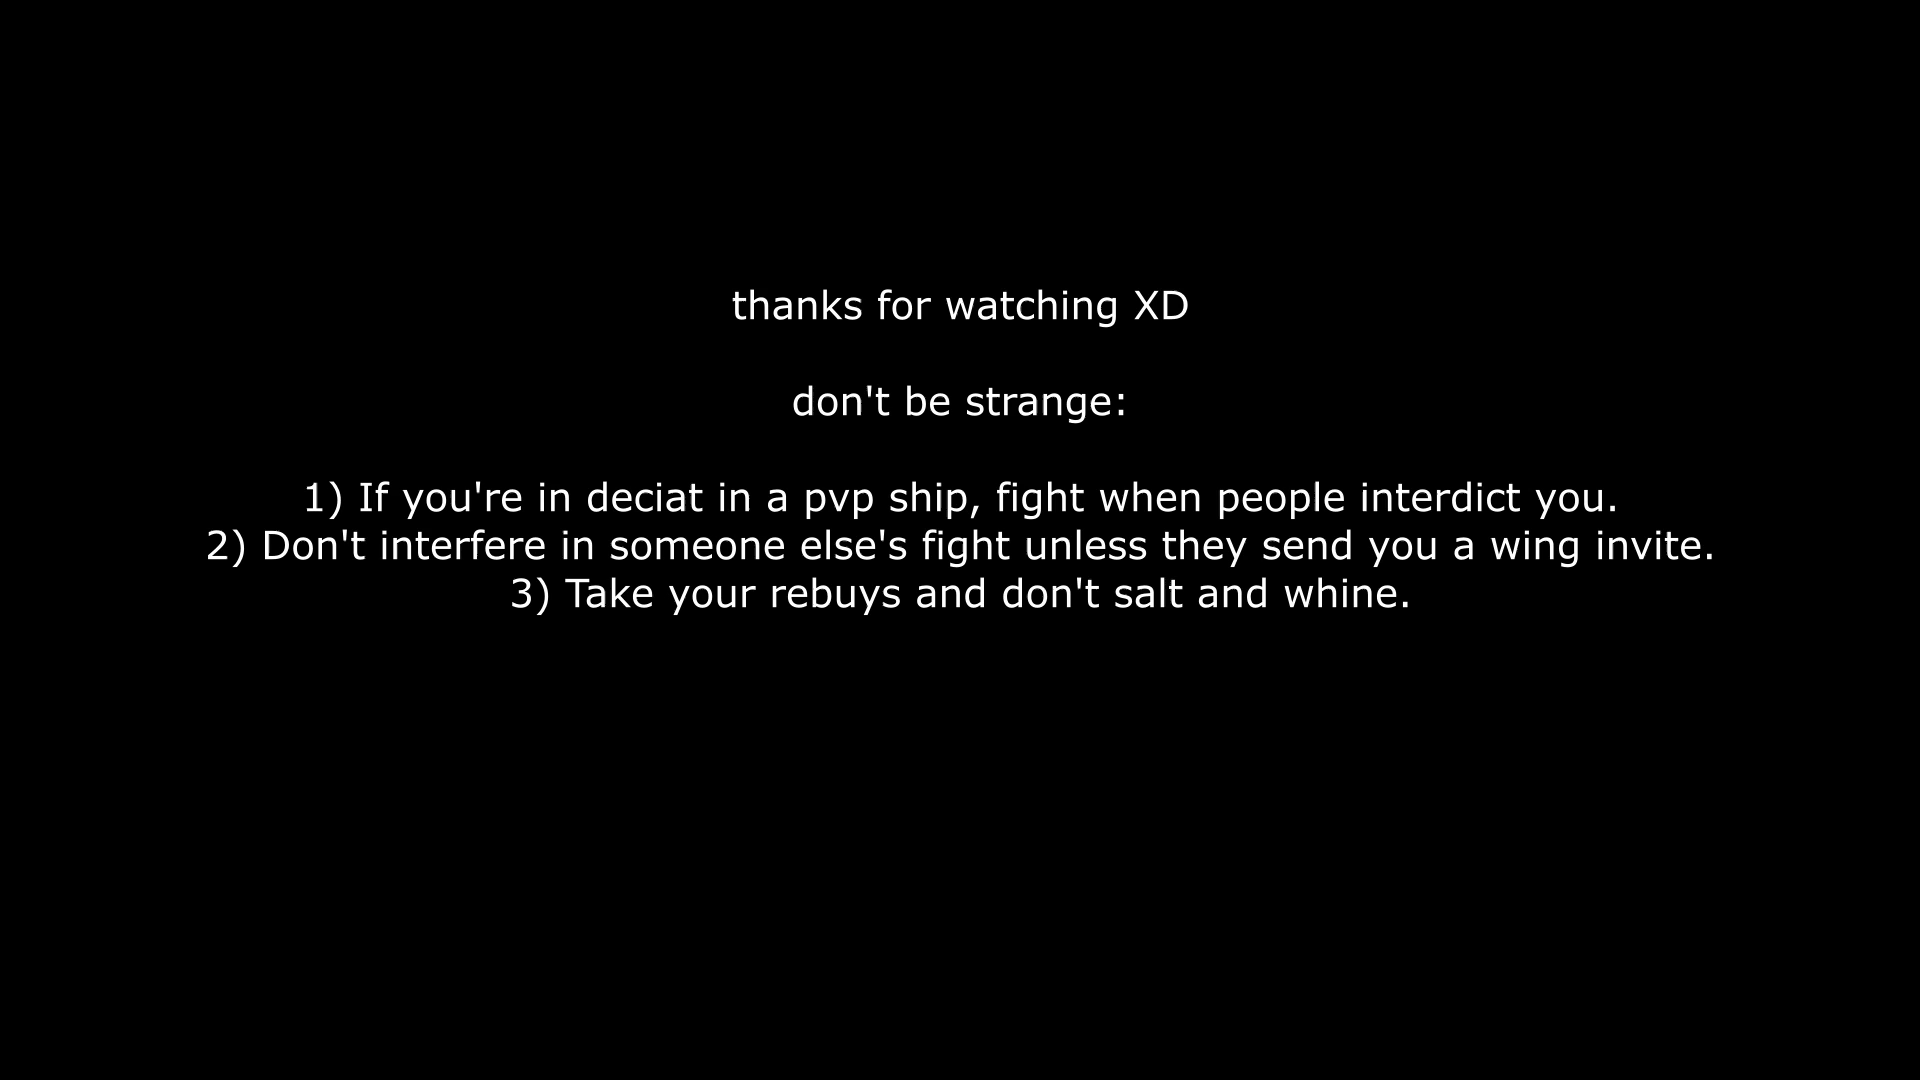 thanks for watching XD
don't be strange:
1) If you're in deciat in a pvp ship, fight when people interdict you.
2) Don't interfere in someone else's fight unless they send you a wing invite.
3) Take your rebuys and don't salt and whine.